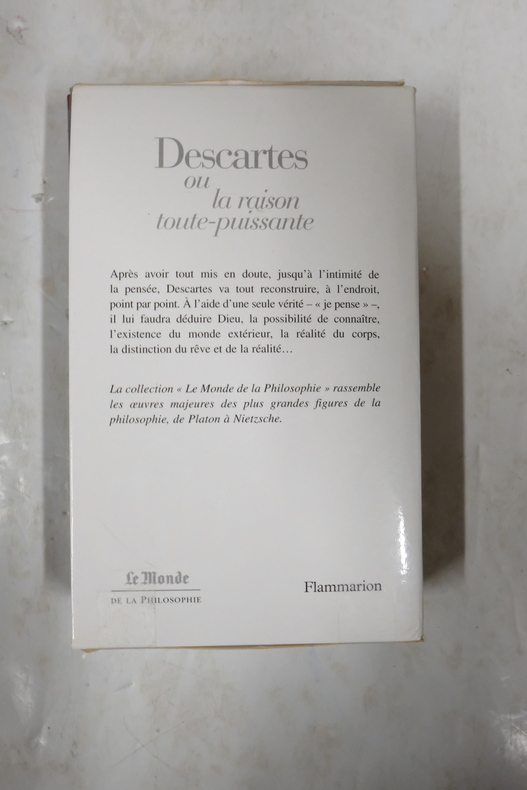 Descartes
ou
la raison
toute-puissante
Après avoir tout mis en doute, jusqu'à l'intimité de
la pensée, Descartes va tout reconstruire, à l'endroit,
point par point. À l'aide d'une seule vérité – « je pense » –,
il lui faudra déduire Dieu, la possibilité de connaître,
l'existence du monde extérieur, la réalité du corps,
la distinction du rêve et de la réalité…
La collection « Le Monde de la Philosophie » rassemble
les œuvres majeures des plus grandes figures de la
philosophie, de Platon à Nietzsche.
Le Monde
DE LA PHILOSOPHIE
Flammarion